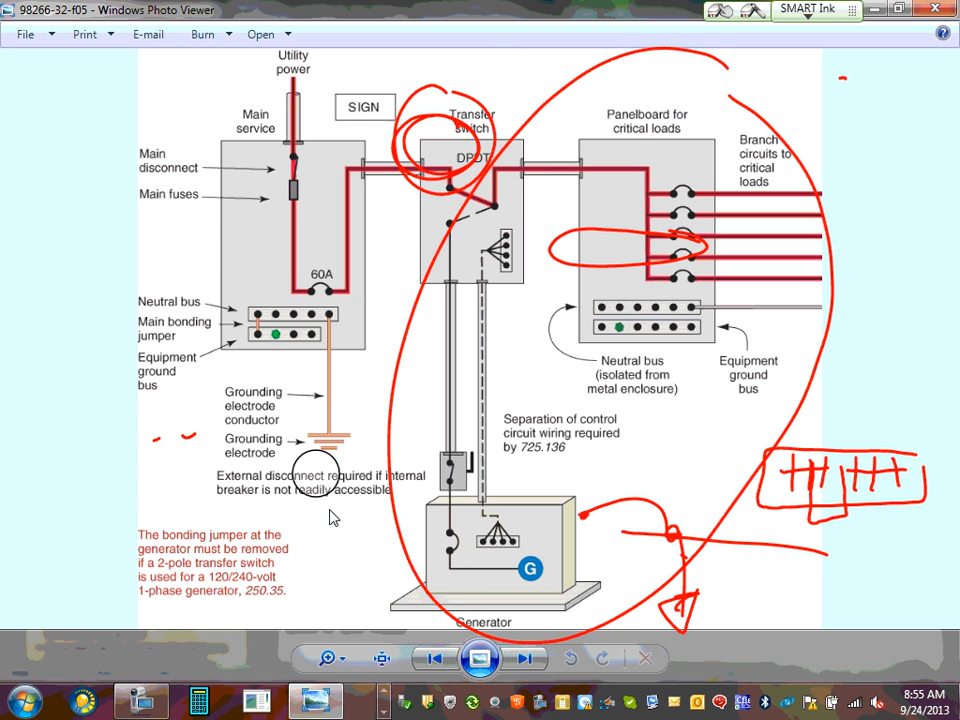 98266-32-f05 - Windows Photo Viewer
SMART Ink
File
Print
E-mail
Burn
Open
Utility
power
SIGN
Main
service
Transfer
switch
DPDT
Panelboard for
critical loads
Branch
circuits to
critical
loads
Main
disconnect
Main fuses
60A
Neutral bus
Main bonding
jumper
Equipment
ground
bus
Neutral bus
(isolated from
metal enclosure)
Equipment
ground
bus
Grounding
electrode
conductor
Grounding
electrode
Separation of control
circuit wiring required
by 725.136
External disconnect required if internal
breaker is not readily accessible
The bonding jumper at the
generator must be removed
if a 2-pole transfer switch
is used for a 120/240-volt
1-phase generator, 250.35.
G
Generator
8:55 AM
9/24/2013